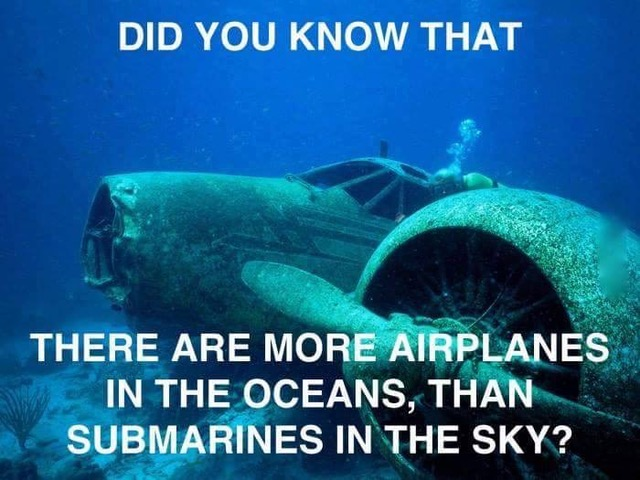 DID YOU KNOW THAT
THERE ARE MORE AIRPLANES
IN THE OCEANS, THAN
SUBMARINES IN THE SKY?